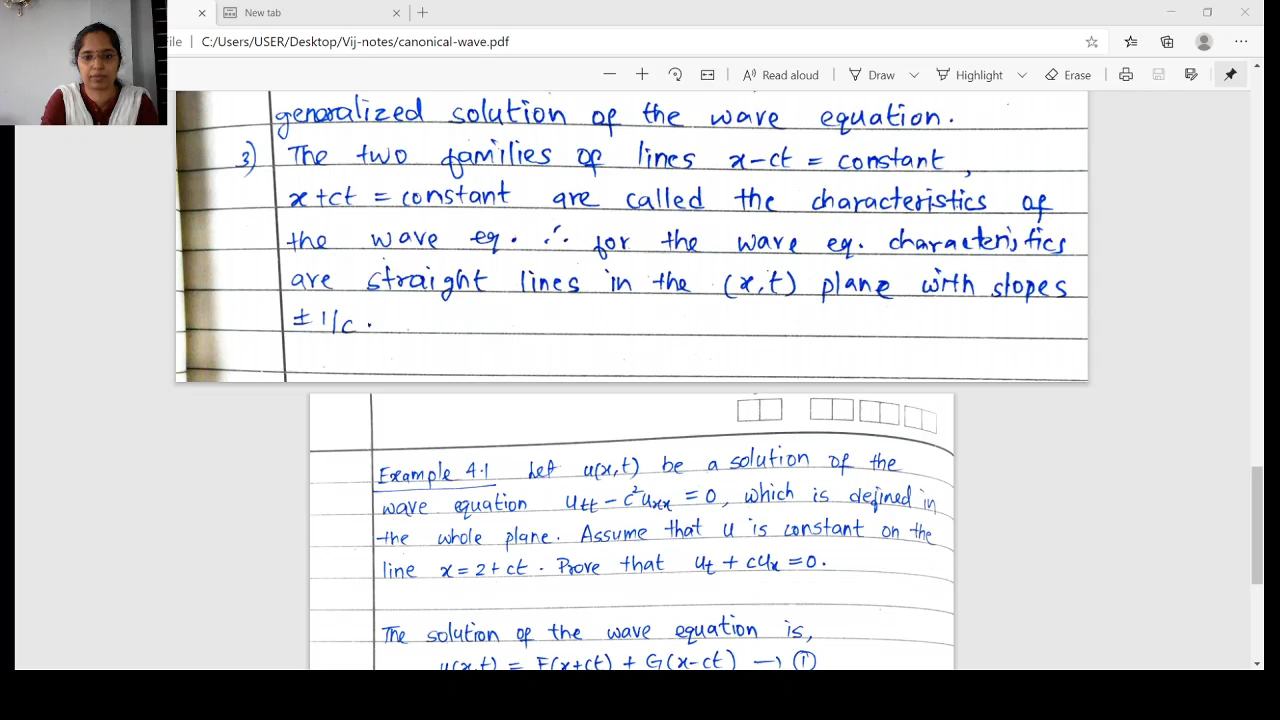 New tab
ile C:/Users/USER/Desktop/Vij-notes/canonical-wave.pdf
Read aloud Draw Highlight Erase
generalized solution of the wave equation.
3) The two families of lines x-ct = constant,
x+ct = constant are called the characteristics of
the wave eq. ∴ for the wave eq. characteristics
are straight lines in the (x,t) plane with slopes
±1/c.
Example 4.1 Let u(x,t) be a solution of the
wave equation uₜₜ - c²uₓₓ = 0, which is defined in
the whole plane. Assume that u is constant on the
line x = 2 + ct. Prove that uₜ + cuₓ = 0.
The solution of the wave equation is,
u(x,t) = F(x+ct) + G(x-ct) → ①